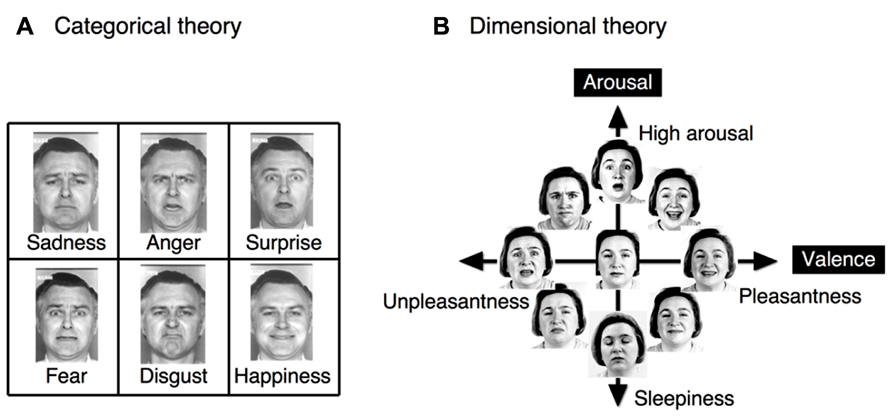 A Categorical theory
Sadness
Anger
Surprise
Fear
Disgust
Happiness
B Dimensional theory
Arousal
High arousal
Valence
Unpleasantness
Pleasantness
Sleepiness